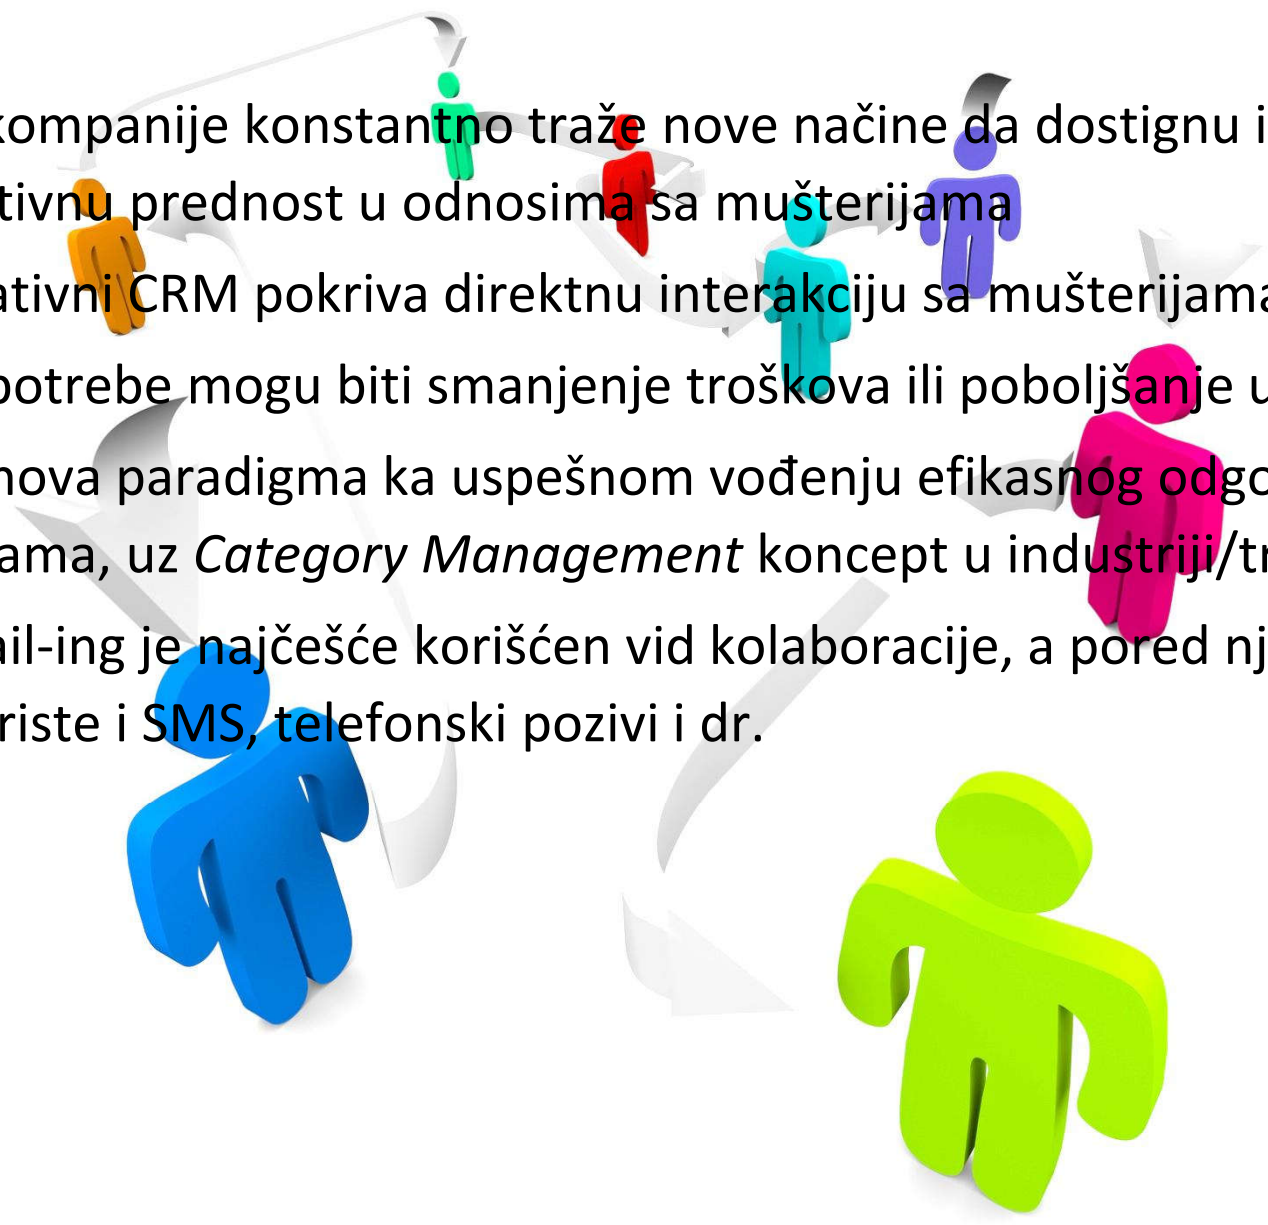 kompanije konstantno traže nove načine da dostignu i
tivnu prednost u odnosima sa mušterijama
ativni CRM pokriva direktnu interakciju sa mušterijama
potrebe mogu biti smanjenje troškova ili poboljšanje u
nova paradigma ka uspešnom vođenju efikasnog odgo
ama, uz Category Management koncept u industriji/tr
ail-ing je najčešće korišćen vid kolaboracije, a pored nj
riste i SMS, telefonski pozivi i dr.